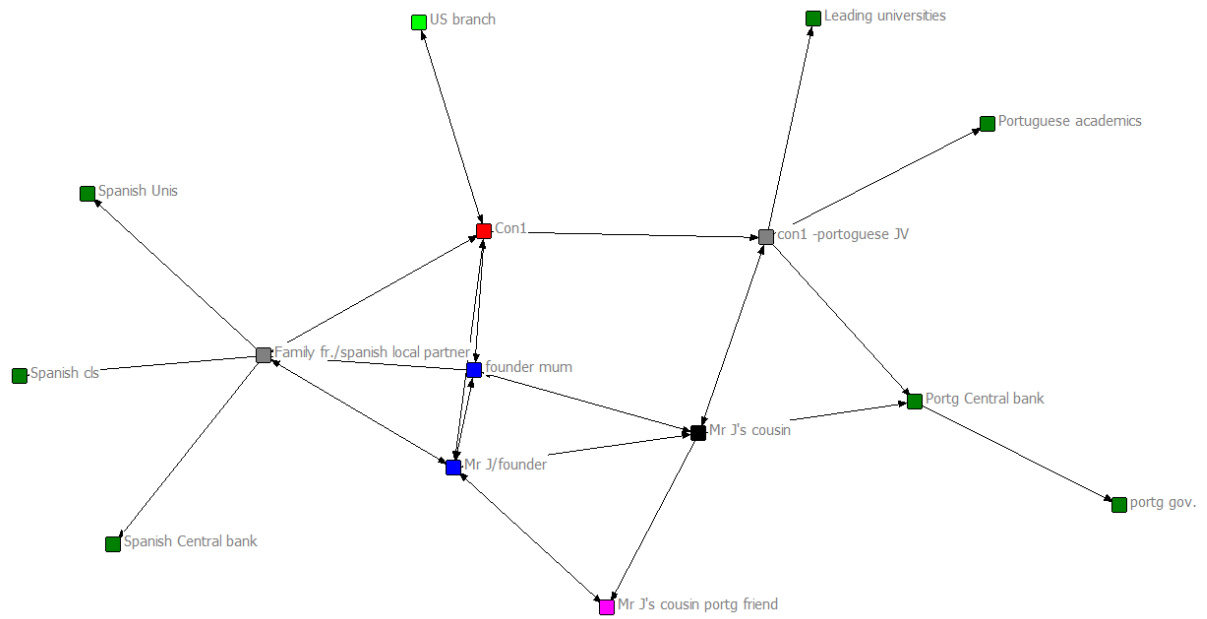 US branch
Leading universities
Portuguese academics
Spanish Unis
Con1
con1 -portoguese JV
Family fr./spanish local partner
founder mum
Spanish cls
Portg Central bank
Mr J's cousin
Mr J/founder
portg gov.
Spanish Central bank
Mr J's cousin portg friend